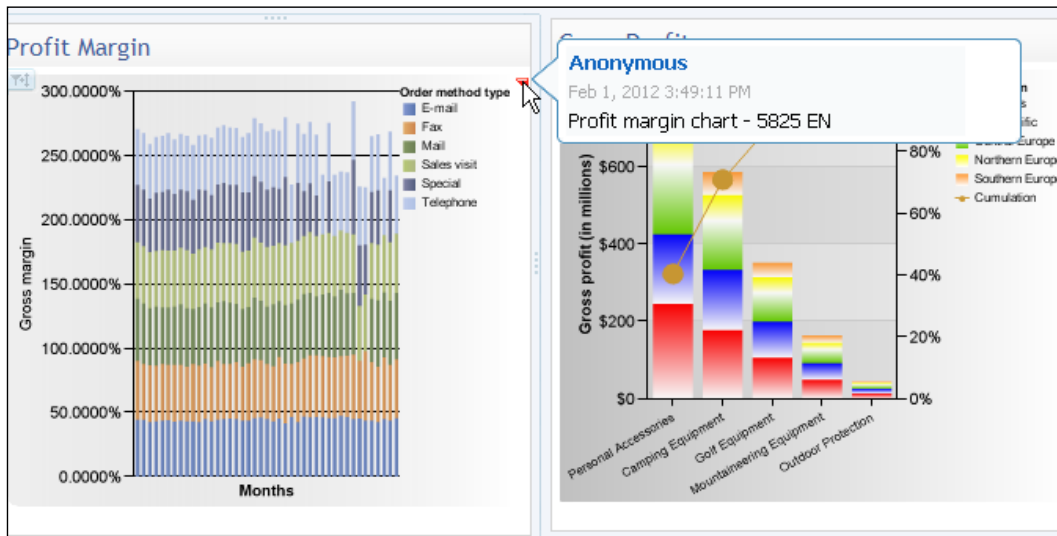 Profit Margin
Anonymous
Feb 1, 2012 3:49:11 PM
Profit margin chart - 5825 EN
Order method type
E-mail
Fax
Mail
Sales visit
Special
Telephone
300.0000%
250.0000%
200.0000%
150.0000%
100.0000%
50.0000%
0.0000%
Gross margin
Months
Central Europe
Northern Europe
Southern Europe
Cumulation
$600
$400
$200
$0
Gross profit (in millions)
80%
60%
40%
20%
0%
Personal Accessories
Camping Equipment
Golf Equipment
Mountaineering Equipment
Outdoor Protection